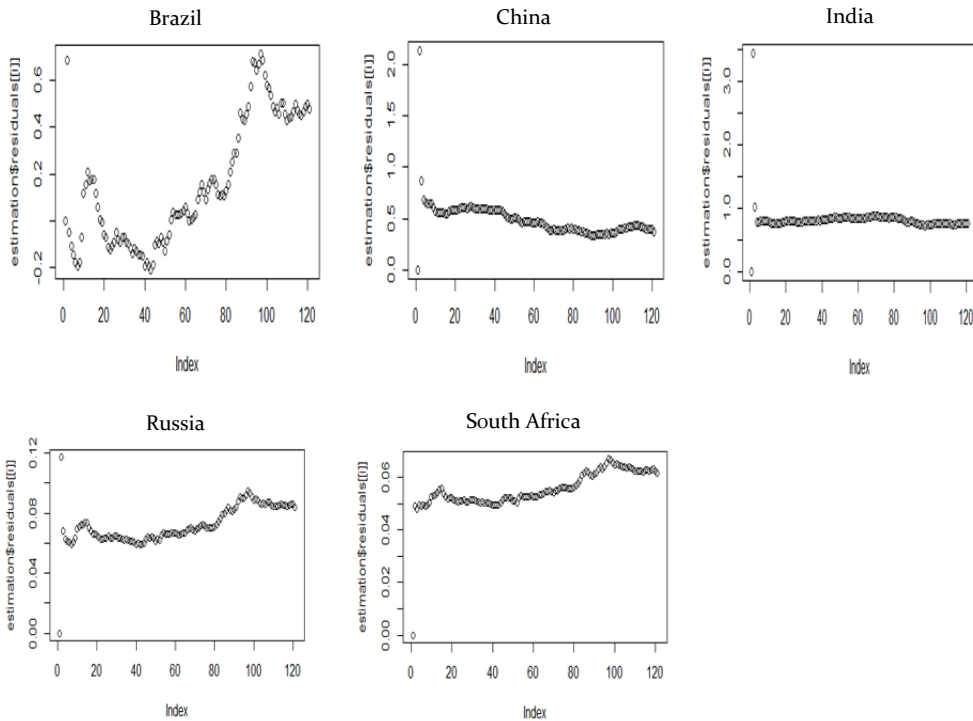 Brazil
estimation$residuals[[i]]
0.6
0.4
0.2
-0.2
0 20 40 60 80 100 120
Index
China
estimation$residuals[[i]]
2.0
1.5
1.0
0.5
0.0
0 20 40 60 80 100 120
Index
India
estimation$residuals[[i]]
3.0
2.0
1.0
0.0
0 20 40 60 80 100 120
Index
Russia
estimation$residuals[[i]]
0.12
0.08
0.04
0.00
0 20 40 60 80 100 120
Index
South Africa
estimation$residuals[[i]]
0.06
0.04
0.02
0.00
0 20 40 60 80 100 120
Index